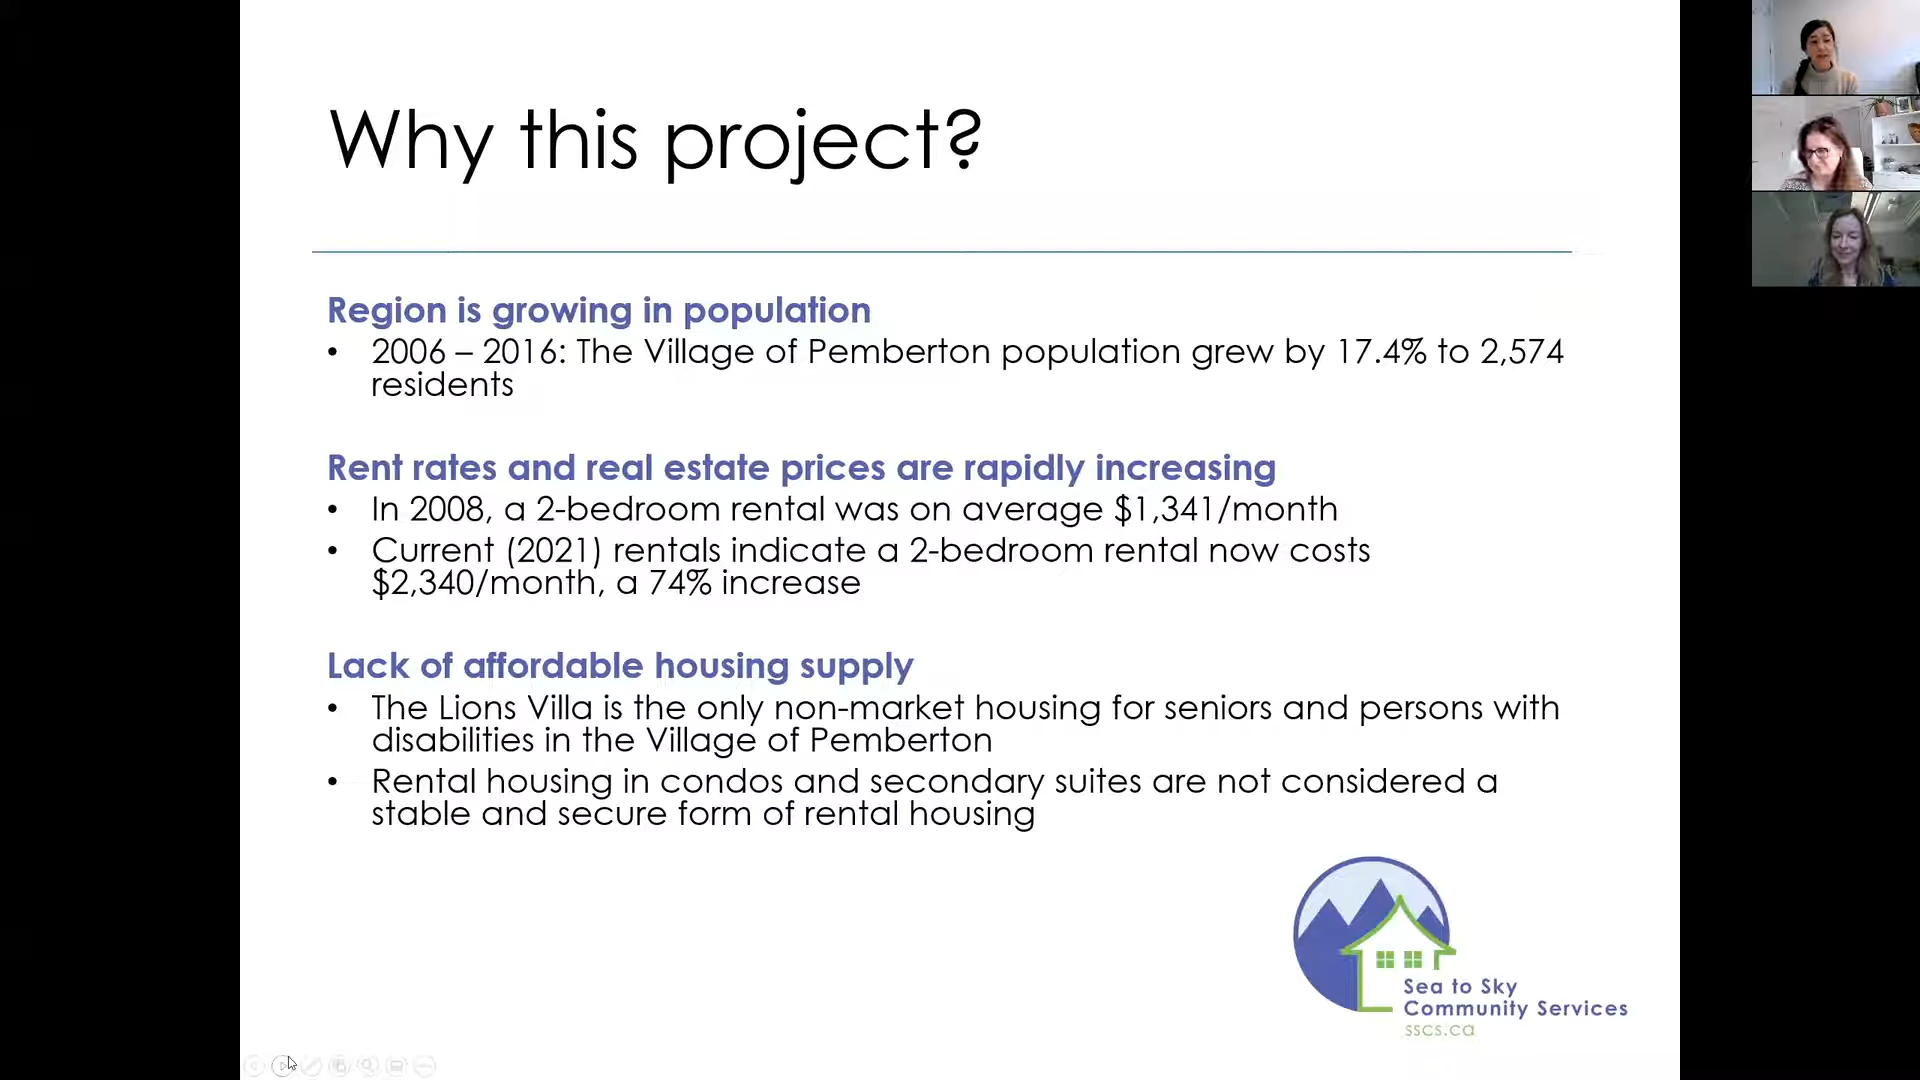 Why this project?
Region is growing in population
• 2006 – 2016: The Village of Pemberton population grew by 17.4% to 2,574
residents
Rent rates and real estate prices are rapidly increasing
• In 2008, a 2-bedroom rental was on average $1,341/month
• Current (2021) rentals indicate a 2-bedroom rental now costs
$2,340/month, a 74% increase
Lack of affordable housing supply
• The Lions Villa is the only non-market housing for seniors and persons with
disabilities in the Village of Pemberton
• Rental housing in condos and secondary suites are not considered a
stable and secure form of rental housing
Sea to Sky
Community Services
sscs.ca